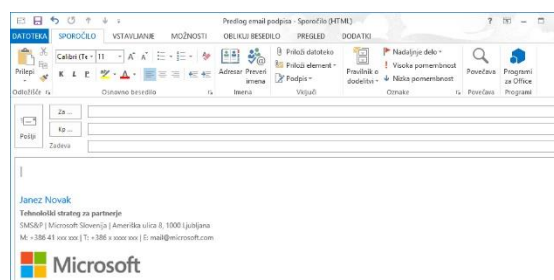 Predlog email podpisa - Sporočilo (HTML)
DATOTEKA SPOROČILO VSTAVLJANJE MOŽNOSTI OBLIKUJ BESEDILO PREGLED DODATKI
Calibri (Te 11
Prilepi
K L P
Odložišče
Osnovno besedilo
Adresar Preveri imena
Imena
Priloži datoteko
Priloži element
Podpis
Vključi
Pravilnik o dodelitvi
Nadaljnje delo
Visoka pomembnost
Nizka pomembnost
Oznake
Povečava
Povečava
Programi za Office
Programi
Pošlji
Za ...
Kp ...
Zadeva
Janez Novak
Tehnološki strateg za partnerje
SMS&P | Microsoft Slovenija | Ameriška ulica 8, 1000 Ljubljana
M: +386 41 xxx xxx | T: +386 x xxxx xxx | E: mail@microsoft.com
Microsoft